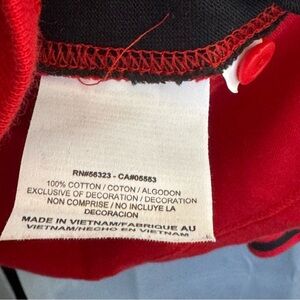 RN#56323 - CA#05553
100% COTTON / COTON / ALGODON
EXCLUSIVE OF DECORATION / DECORATION
NON COMPRISE / NO INCLUYE LA
DECORACION
MADE IN VIETNAM/FABRIQUE AU
VIETNAM/HECHO EN VIETNAM